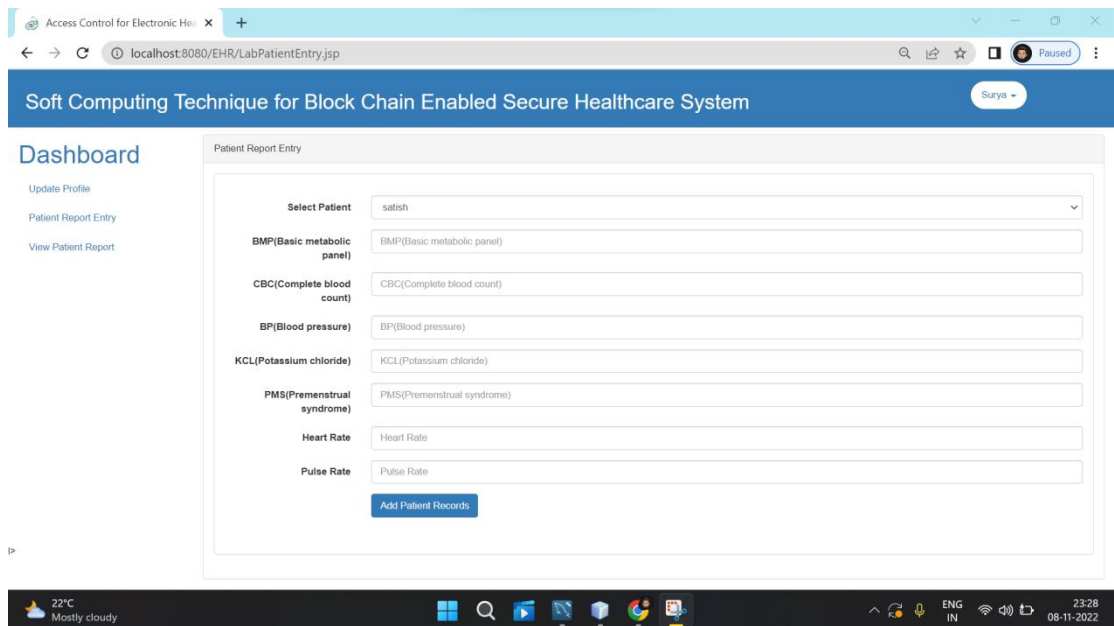 Access Control for Electronic Hea
localhost:8080/EHR/LabPatientEntry.jsp
Paused
Soft Computing Technique for Block Chain Enabled Secure Healthcare System
Surya
Dashboard
Update Profile
Patient Report Entry
View Patient Report
Patient Report Entry
Select Patient
satish
BMP(Basic metabolic
panel)
BMP(Basic metabolic panel)
CBC(Complete blood
count)
CBC(Complete blood count)
BP(Blood pressure)
BP(Blood pressure)
KCL(Potassium chloride)
KCL(Potassium chloride)
PMS(Premenstrual
syndrome)
PMS(Premenstrual syndrome)
Heart Rate
Heart Rate
Pulse Rate
Pulse Rate
Add Patient Records
l>
22°C
Mostly cloudy
ENG
IN
23:28
08-11-2022